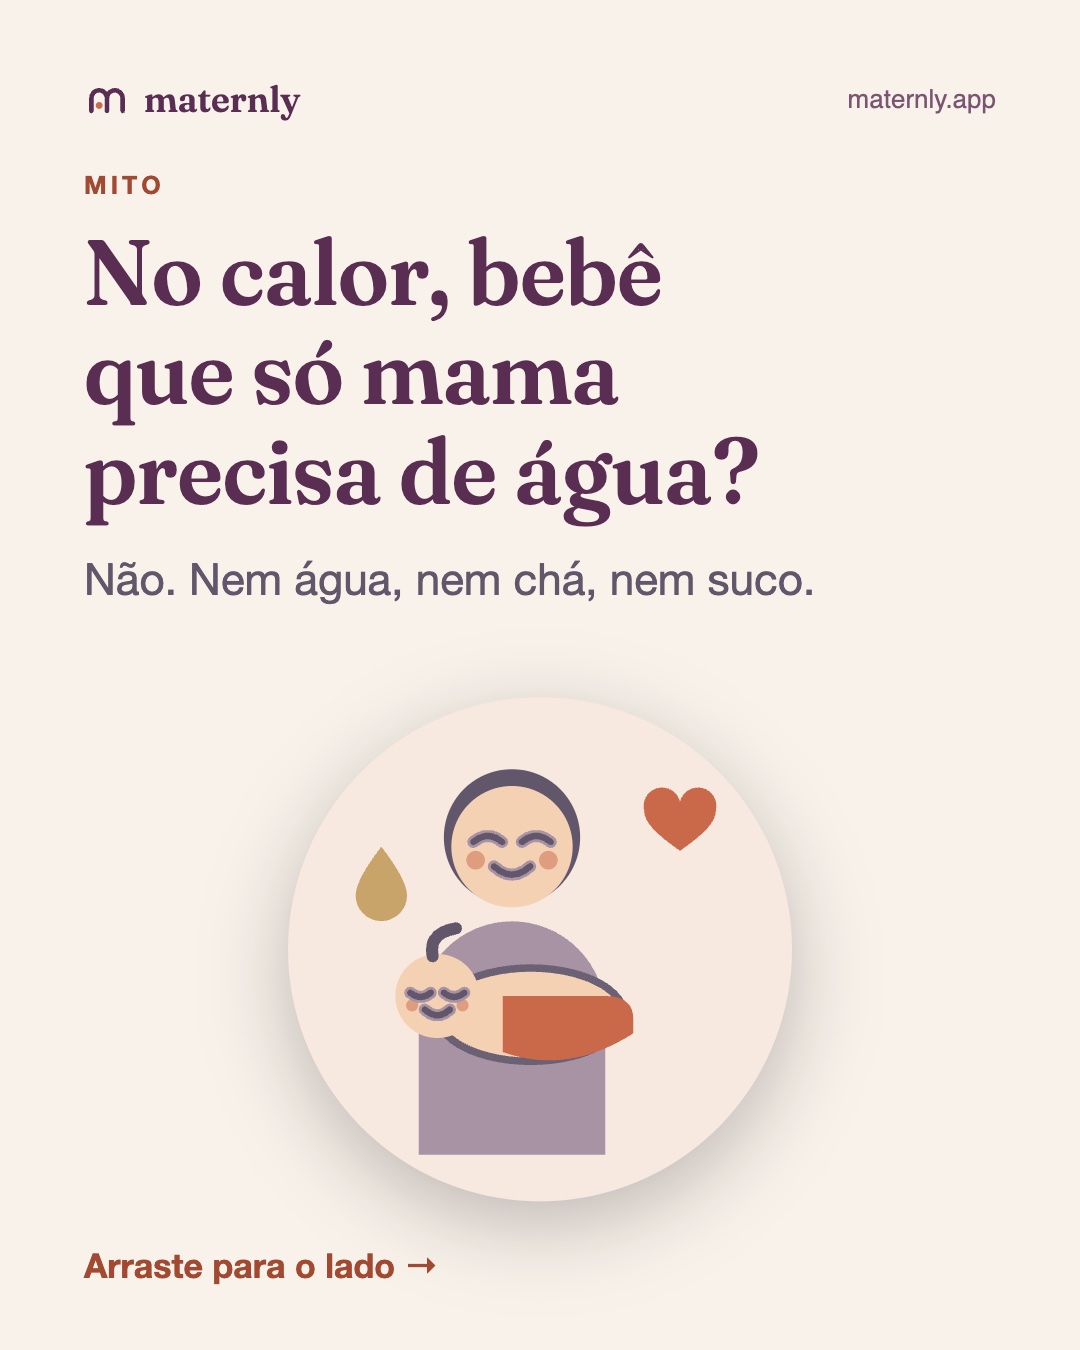 maternly
maternly.app
MITO
No calor, bebê
que só mama
precisa de água?
Não. Nem água, nem chá, nem suco.
Arraste para o lado →